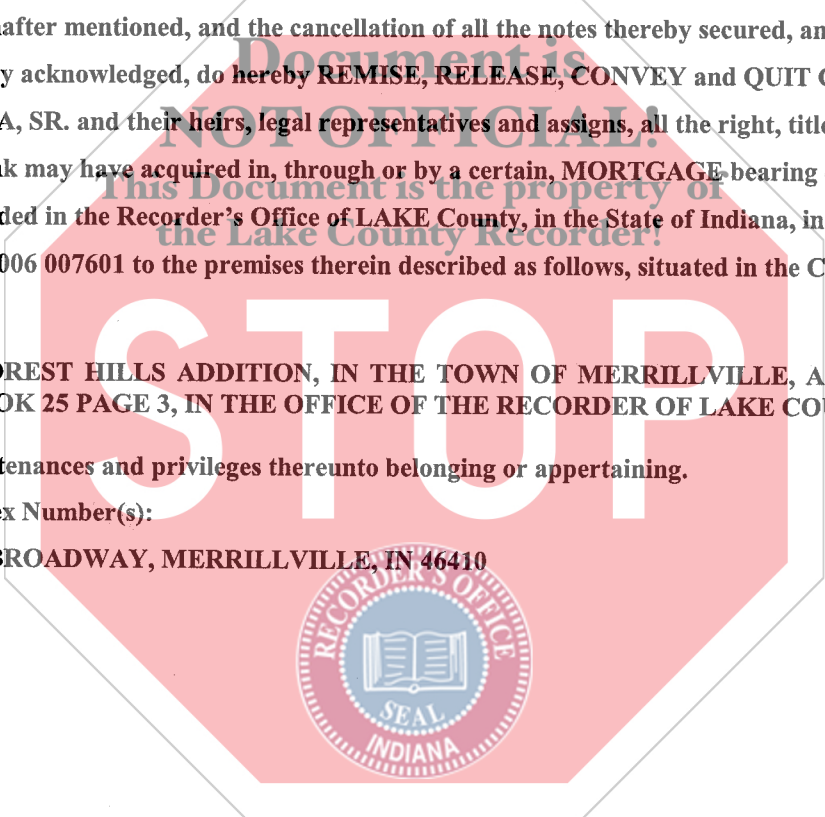 after mentioned, and the cancellation of all the notes thereby secured, an
Document is
y acknowledged, do hereby REMISE, RELEASE, CONVEY and QUIT C
NOT OFFICIAL!
A, SR. and their heirs, legal representatives and assigns, all the right, title
k may have acquired in, through or by a certain, MORTGAGE bearing
This Document is the property of
ded in the Recorder's Office of LAKE County, in the State of Indiana, in
the Lake County Recorder!
006 007601 to the premises therein described as follows, situated in the C
STOP
REST HILLS ADDITION, IN THE TOWN OF MERRILLVILLE, A
OK 25 PAGE 3, IN THE OFFICE OF THE RECORDER OF LAKE COU
tenances and privileges thereunto belonging or appertaining.
ex Number(s):
BROADWAY, MERRILLVILLE, IN 46410
RECORDER'S OFFICE
SEAL
INDIANA